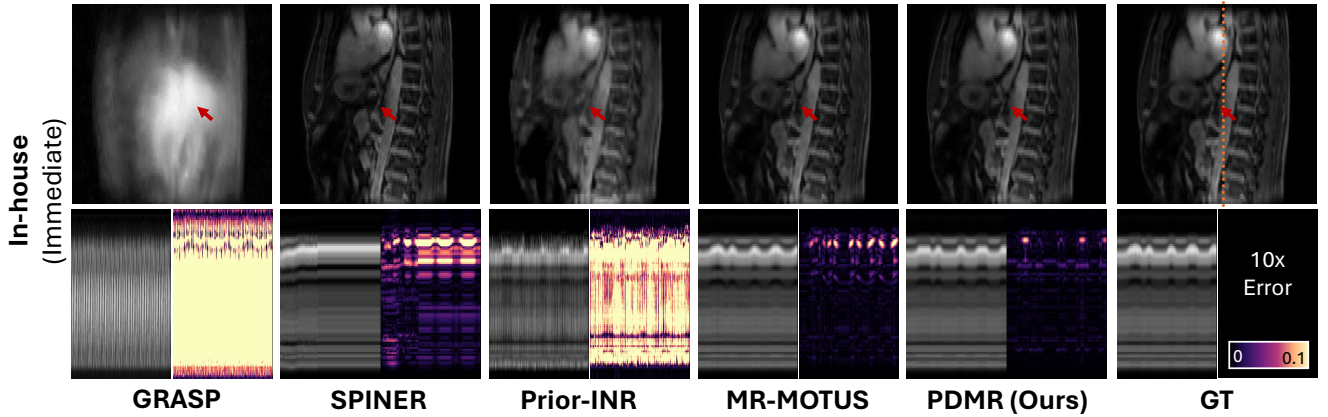 In-house
(Immediate)
10x
Error
0
0.1
GRASP
SPINER
Prior-INR
MR-MOTUS
PDMR (Ours)
GT